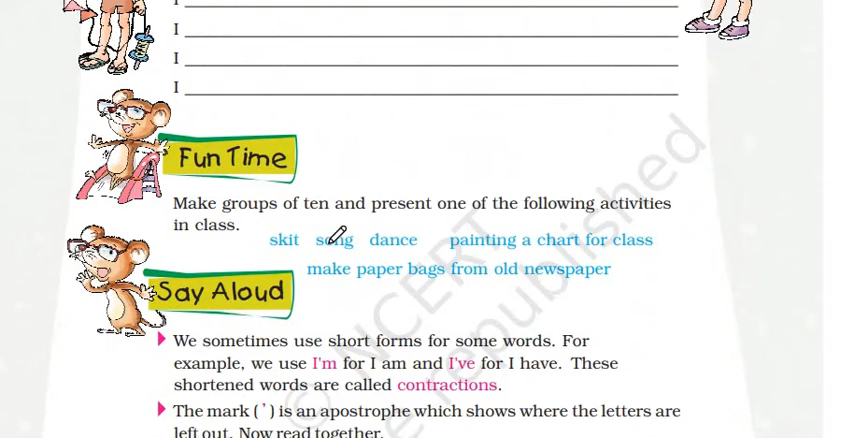 I
I
I
I
Fun Time
Make groups of ten and present one of the following activities
in class.
skit song dance painting a chart for class
make paper bags from old newspaper
Say Aloud
We sometimes use short forms for some words. For
example, we use I'm for I am and I've for I have. These
shortened words are called contractions.
The mark (') is an apostrophe which shows where the letters are
left out. Now read together.
© NCERT
be republished